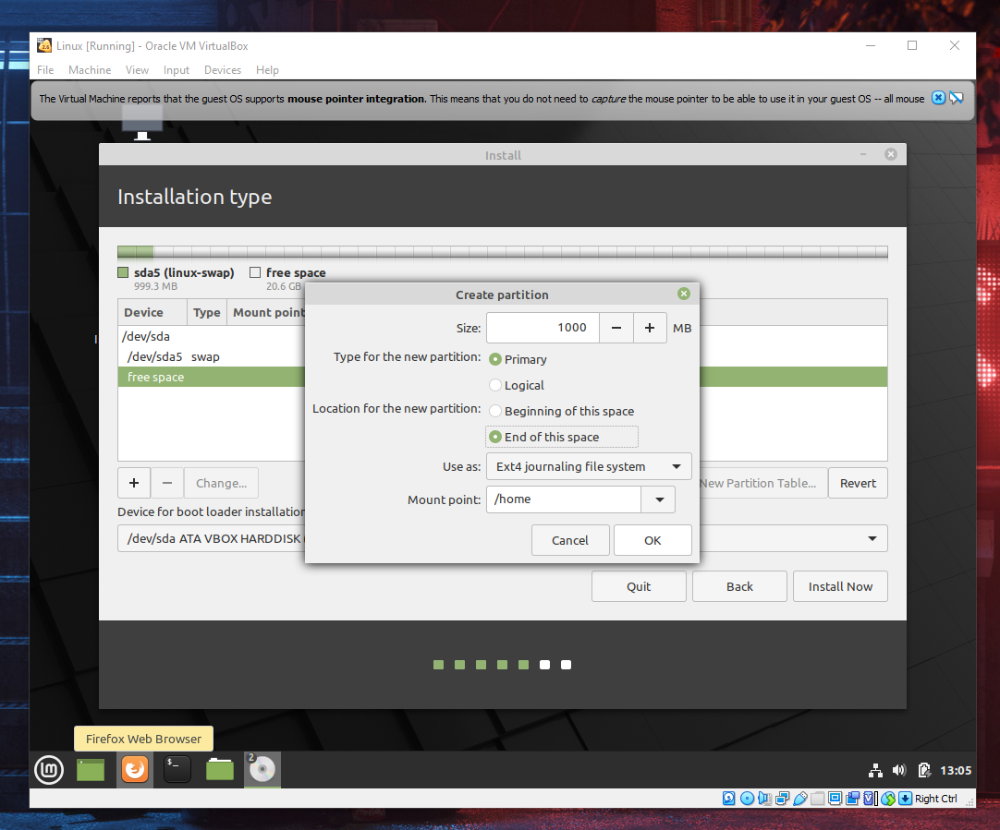 Linux [Running] - Oracle VM VirtualBox
File Machine View Input Devices Help
The Virtual Machine reports that the guest OS supports mouse pointer integration. This means that you do not need to capture the mouse pointer to be able to use it in your guest OS -- all mouse
Install
Installation type
sda5 (linux-swap) free space
999.3 MB 20.6 GB
Device Type Mount point
/dev/sda
/dev/sda5 swap
free space
+ − Change... New Partition Table... Revert
Device for boot loader installation
/dev/sda ATA VBOX HARDDISK
Create partition
Size: 1000 − + MB
Type for the new partition: Primary
Logical
Location for the new partition: Beginning of this space
End of this space
Use as: Ext4 journaling file system
Mount point: /home
Cancel OK
Quit Back Install Now
Firefox Web Browser
2
13:05
Right Ctrl